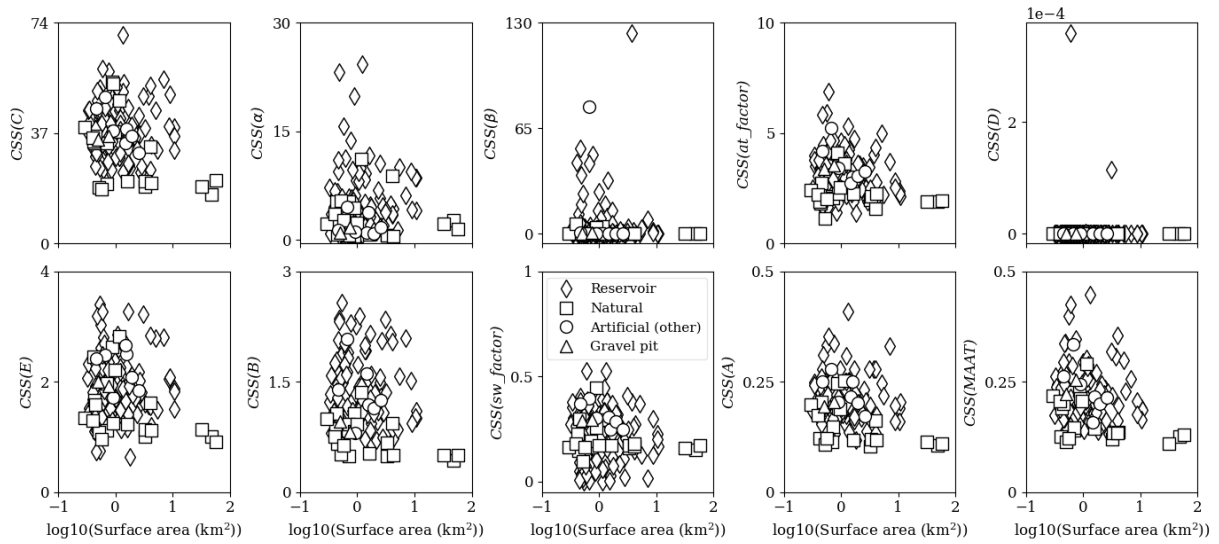 1e−4
74
37
0
CSS(C)
30
15
0
CSS(α)
130
65
0
CSS(β)
10
5
0
CSS(at_factor)
2
0
CSS(D)
4
2
0
CSS(E)
3
1.5
0
CSS(B)
1
0.5
0
CSS(sw_factor)
Reservoir
Natural
Artificial (other)
Gravel pit
0.5
0.25
0
CSS(A)
0.5
0.25
0
CSS(MAAT)
−1 0 1 2
−1 0 1 2
−1 0 1 2
−1 0 1 2
−1 0 1 2
log10(Surface area (km²))
log10(Surface area (km²))
log10(Surface area (km²))
log10(Surface area (km²))
log10(Surface area (km²))